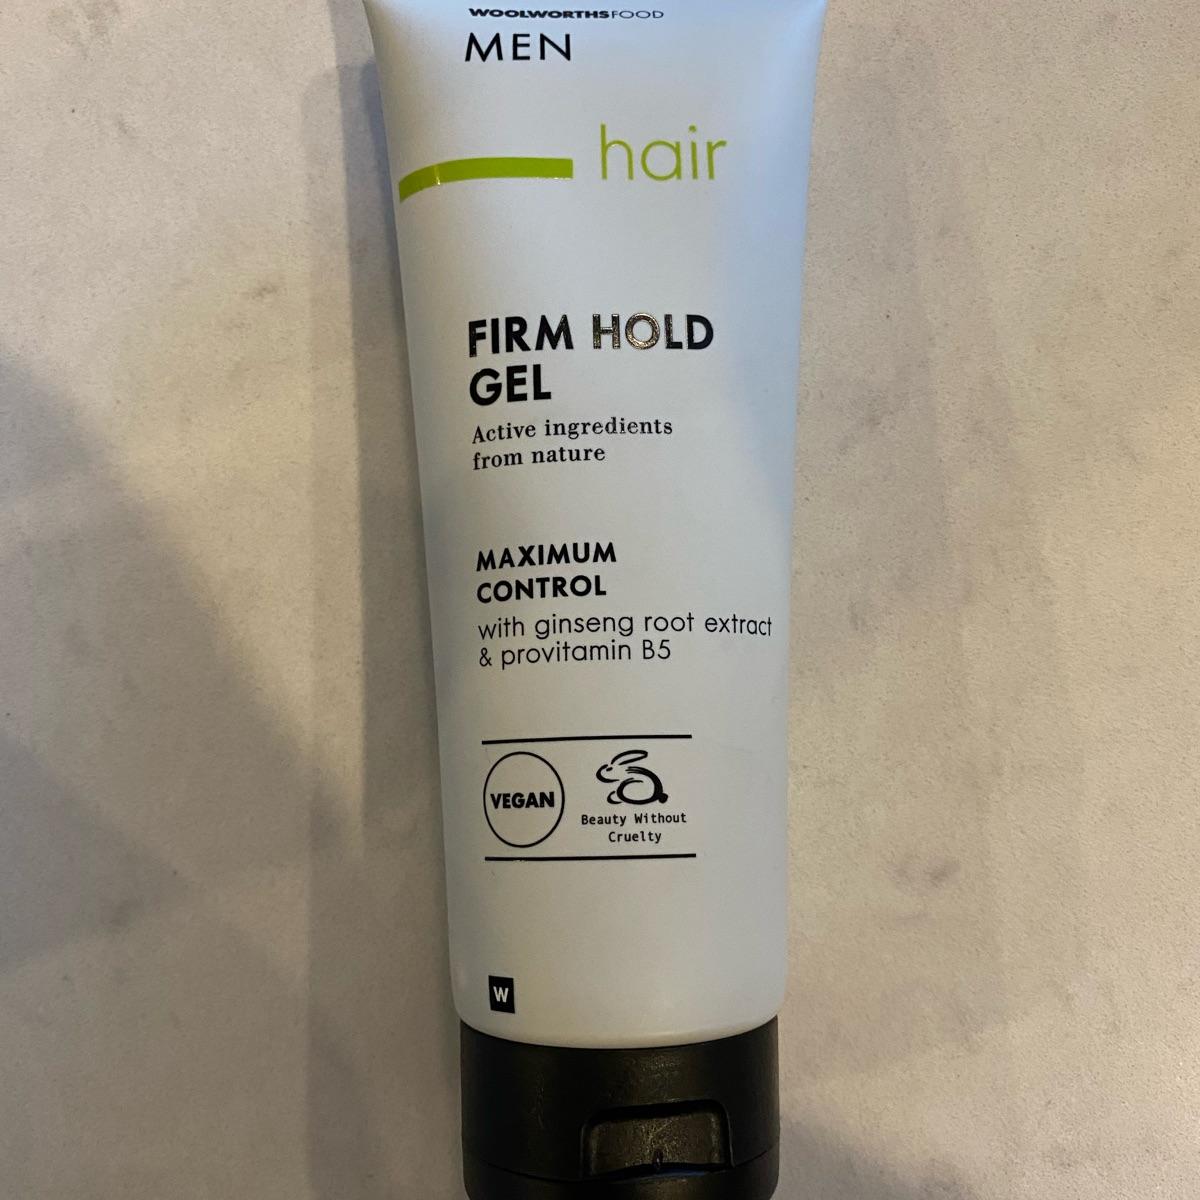 WOOLWORTHSFOOD
MEN
hair
FIRM HOLD
GEL
Active ingredients
from nature
MAXIMUM
CONTROL
with ginseng root extract
& provitamin B5
VEGAN
Beauty Without
Cruelty
W